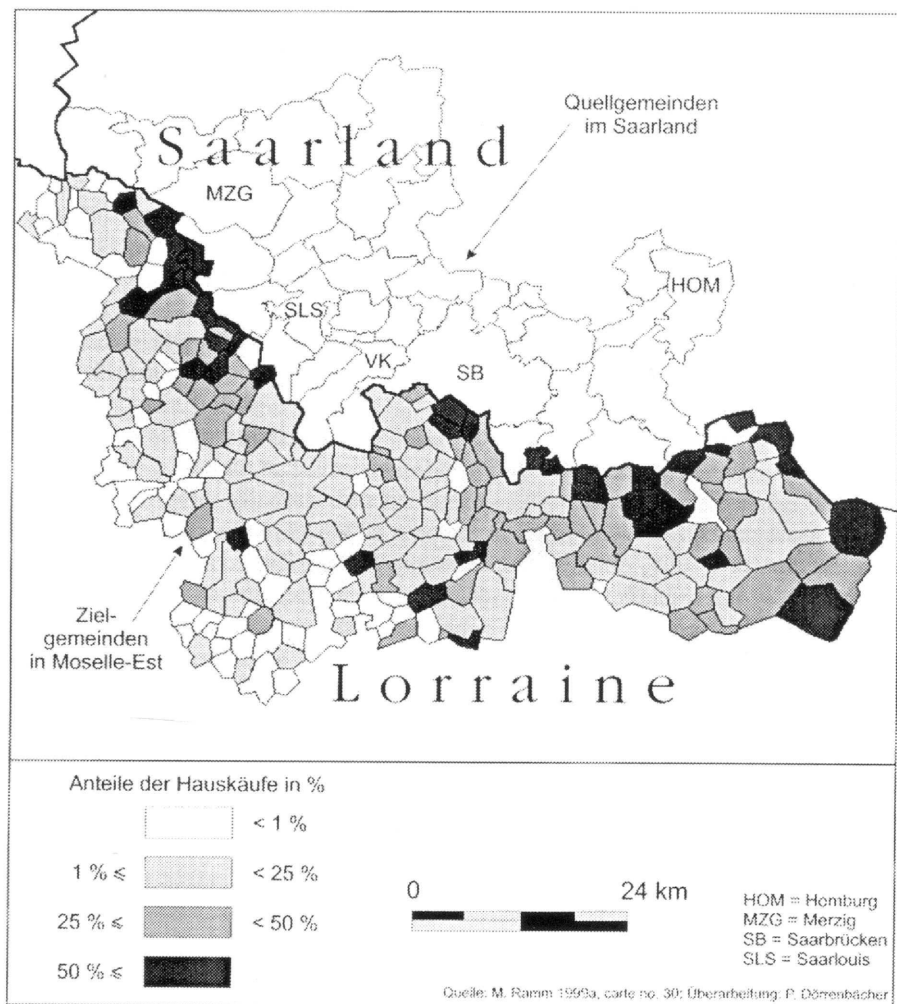 Quellgemeinden
im Saarland
Saarland
MZG
HOM
SLS
VK
SB
Ziel-
gemeinden
in Moselle-Est
Lorraine
Anteile der Hauskäufe in %
< 1 %
1 % ⩽ < 25 %
25 % ⩽ < 50 %
50 % ⩽
0 24 km
HOM = Homburg
MZG = Merzig
SB = Saarbrücken
SLS = Saarlouis
Quelle: M. Ramm 1999a, carte no. 30; Überarbeitung: P. Dörrenbächer